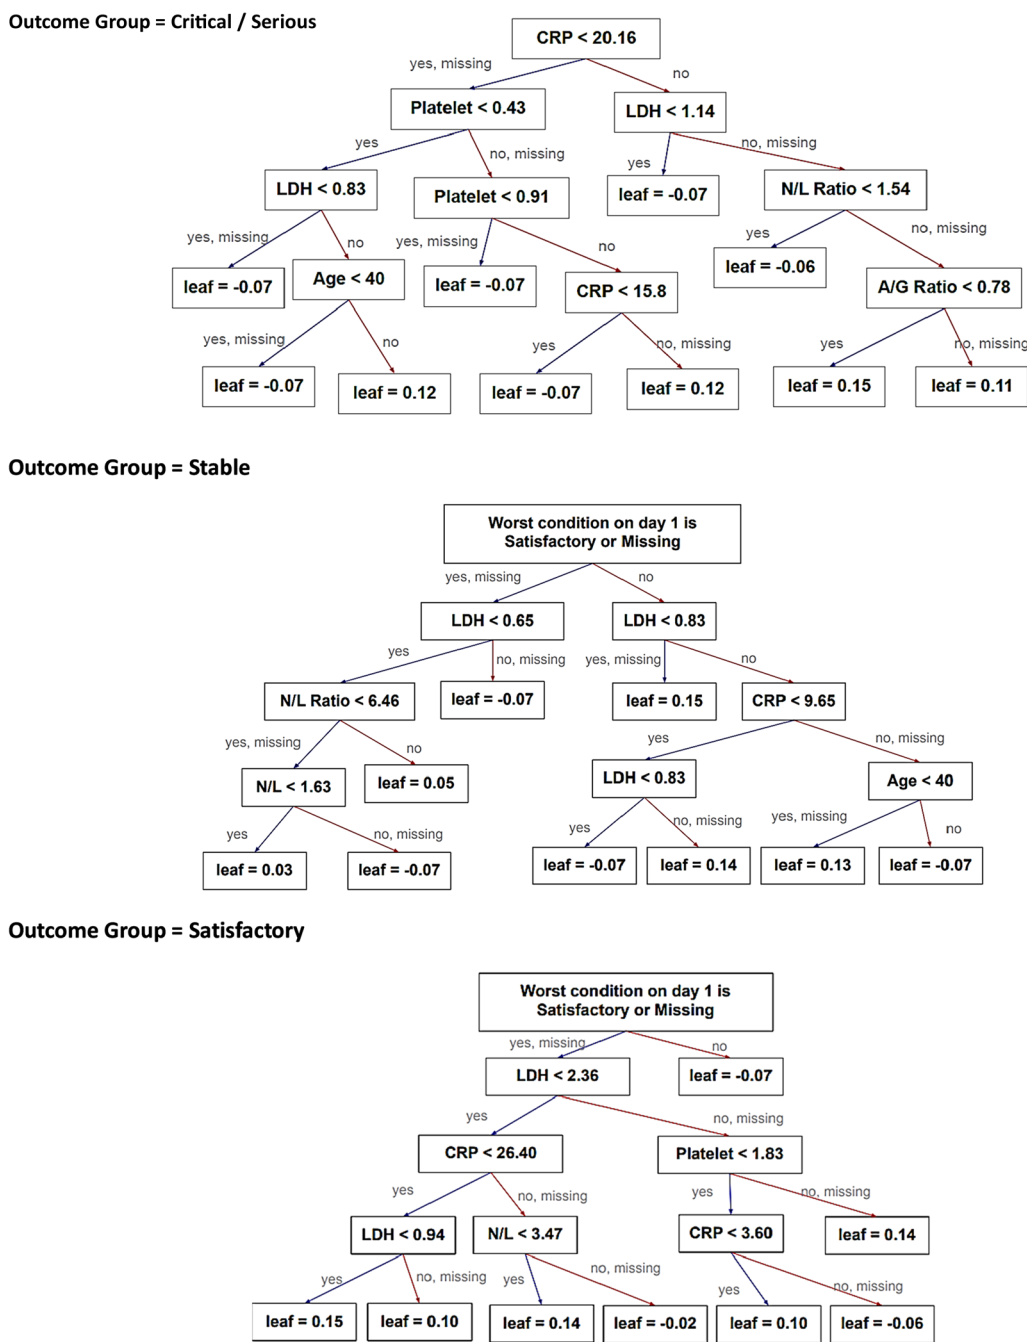 Outcome Group = Critical / Serious
CRP < 20.16
yes, missing
no
Platelet < 0.43
LDH < 1.14
yes
no, missing
yes
no, missing
LDH < 0.83
Platelet < 0.91
leaf = -0.07
N/L Ratio < 1.54
yes, missing
no
yes, missing
no
yes
no, missing
leaf = -0.07
Age < 40
leaf = -0.07
CRP < 15.8
leaf = -0.06
A/G Ratio < 0.78
yes, missing
no
yes
no, missing
yes
no, missing
leaf = -0.07
leaf = 0.12
leaf = -0.07
leaf = 0.12
leaf = 0.15
leaf = 0.11
Outcome Group = Stable
Worst condition on day 1 is
Satisfactory or Missing
yes, missing
no
LDH < 0.65
LDH < 0.83
yes
no, missing
yes, missing
no
N/L Ratio < 6.46
leaf = -0.07
leaf = 0.15
CRP < 9.65
yes, missing
no
yes
no, missing
N/L < 1.63
leaf = 0.05
LDH < 0.83
Age < 40
yes
no, missing
yes
no, missing
yes, missing
no
leaf = 0.03
leaf = -0.07
leaf = -0.07
leaf = 0.14
leaf = 0.13
leaf = -0.07
Outcome Group = Satisfactory
Worst condition on day 1 is
Satisfactory or Missing
yes, missing
no
LDH < 2.36
leaf = -0.07
yes
no, missing
CRP < 26.40
Platelet < 1.83
yes
no, missing
yes
no, missing
LDH < 0.94
N/L < 3.47
CRP < 3.60
leaf = 0.14
yes
no, missing
yes
no, missing
yes
no, missing
leaf = 0.15
leaf = 0.10
leaf = 0.14
leaf = -0.02
leaf = 0.10
leaf = -0.06